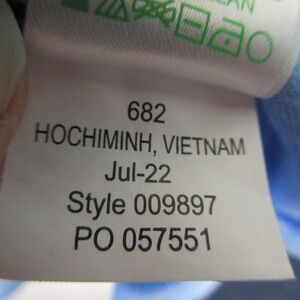 682
HOCHIMINH, VIETNAM
Jul-22
Style 009897
PO 057551